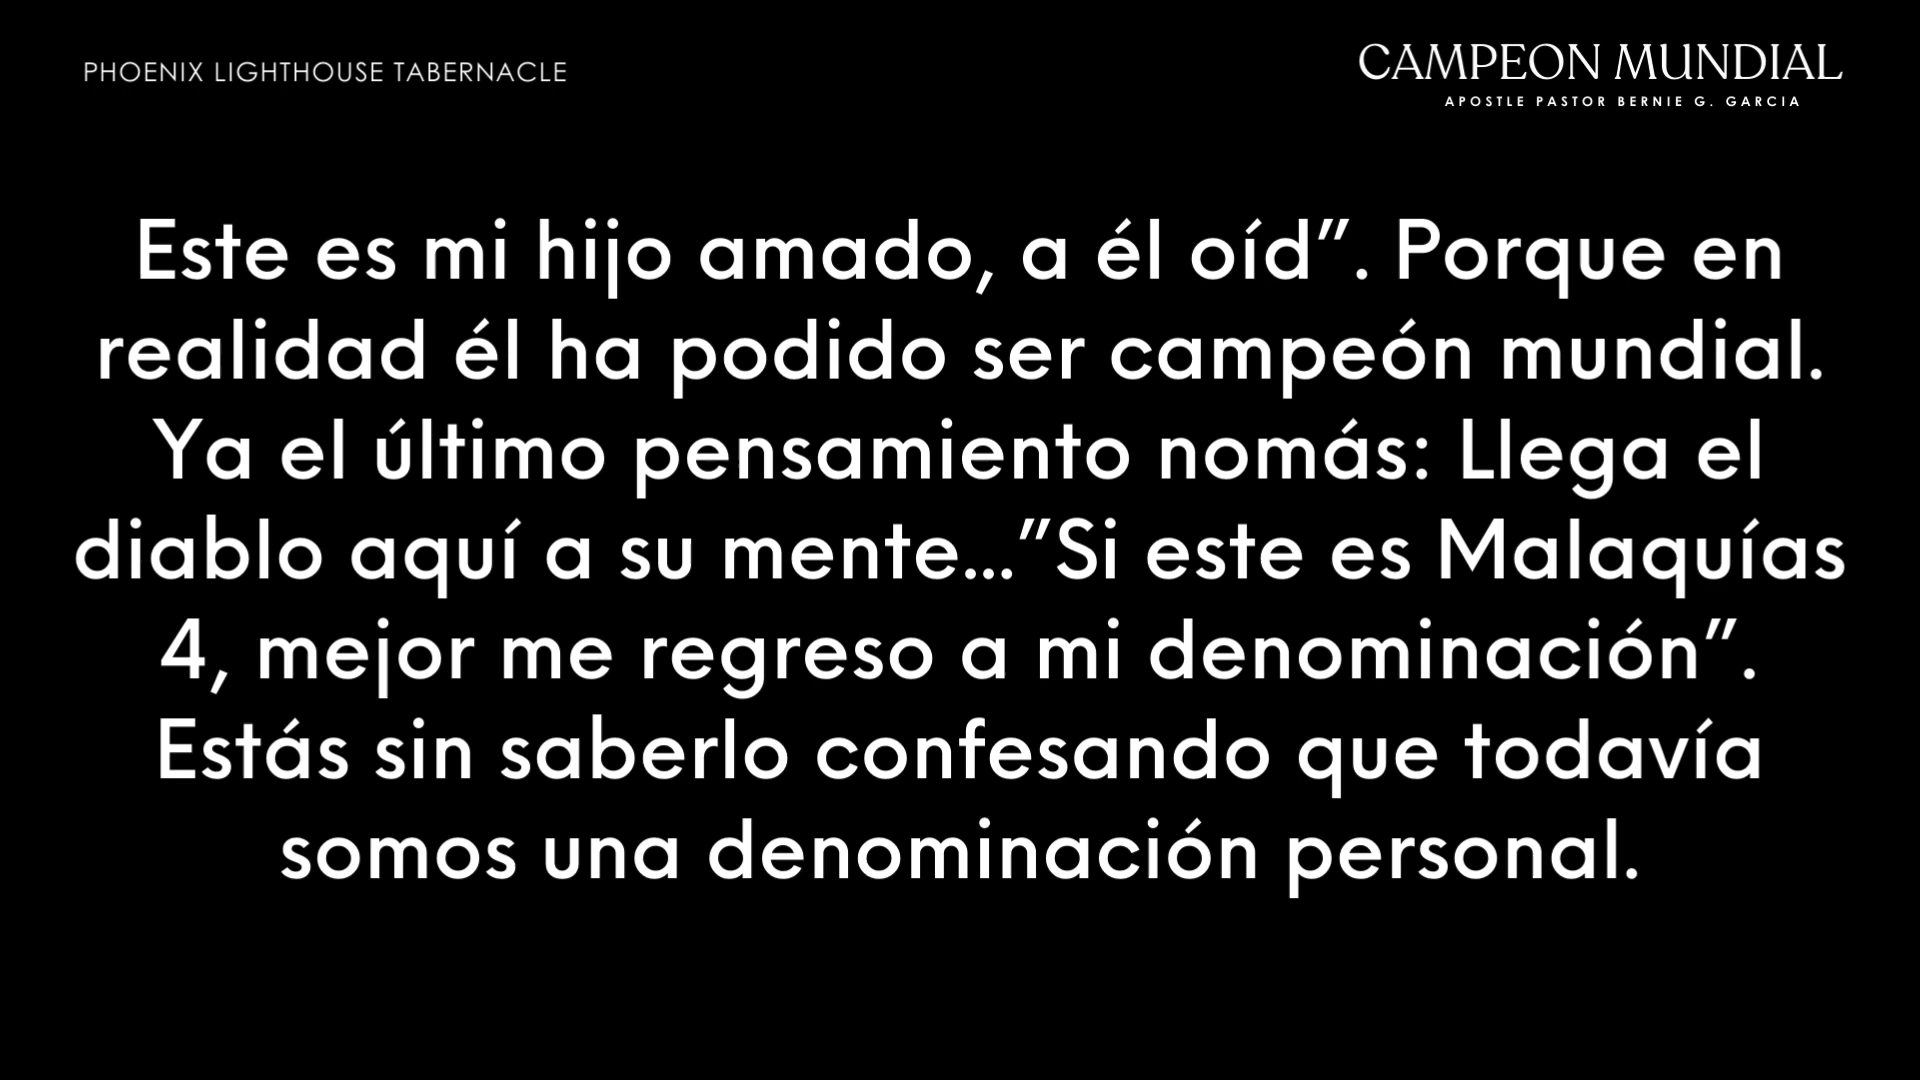 PHOENIX LIGHTHOUSE TABERNACLE
CAMPEON MUNDIAL
APOSTLE PASTOR BERNIE G. GARCIA
Este es mi hijo amado, a él oíd”. Porque en
realidad él ha podido ser campeón mundial.
Ya el último pensamiento nomás: Llega el
diablo aquí a su mente...”Si este es Malaquías
4, mejor me regreso a mi denominación”.
Estás sin saberlo confesando que todavía
somos una denominación personal.